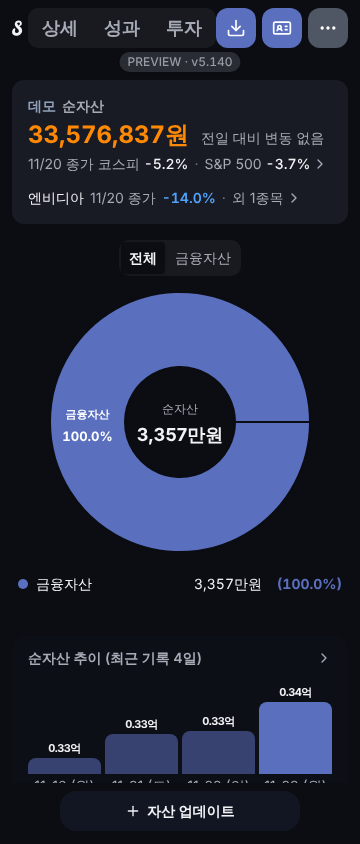 S 상세 성과 투자
PREVIEW · v5.140
데모 순자산
33,576,837원 전일 대비 변동 없음
11/20 종가 코스피 -5.2% · S&P 500 -3.7%
엔비디아 11/20 종가 -14.0% · 외 1종목
전체 금융자산
금융자산
100.0%
순자산
3,357만원
금융자산 3,357만원 (100.0%)
순자산 추이 (최근 기록 4일)
0.34억
0.33억 0.33억
0.33억
+ 자산 업데이트